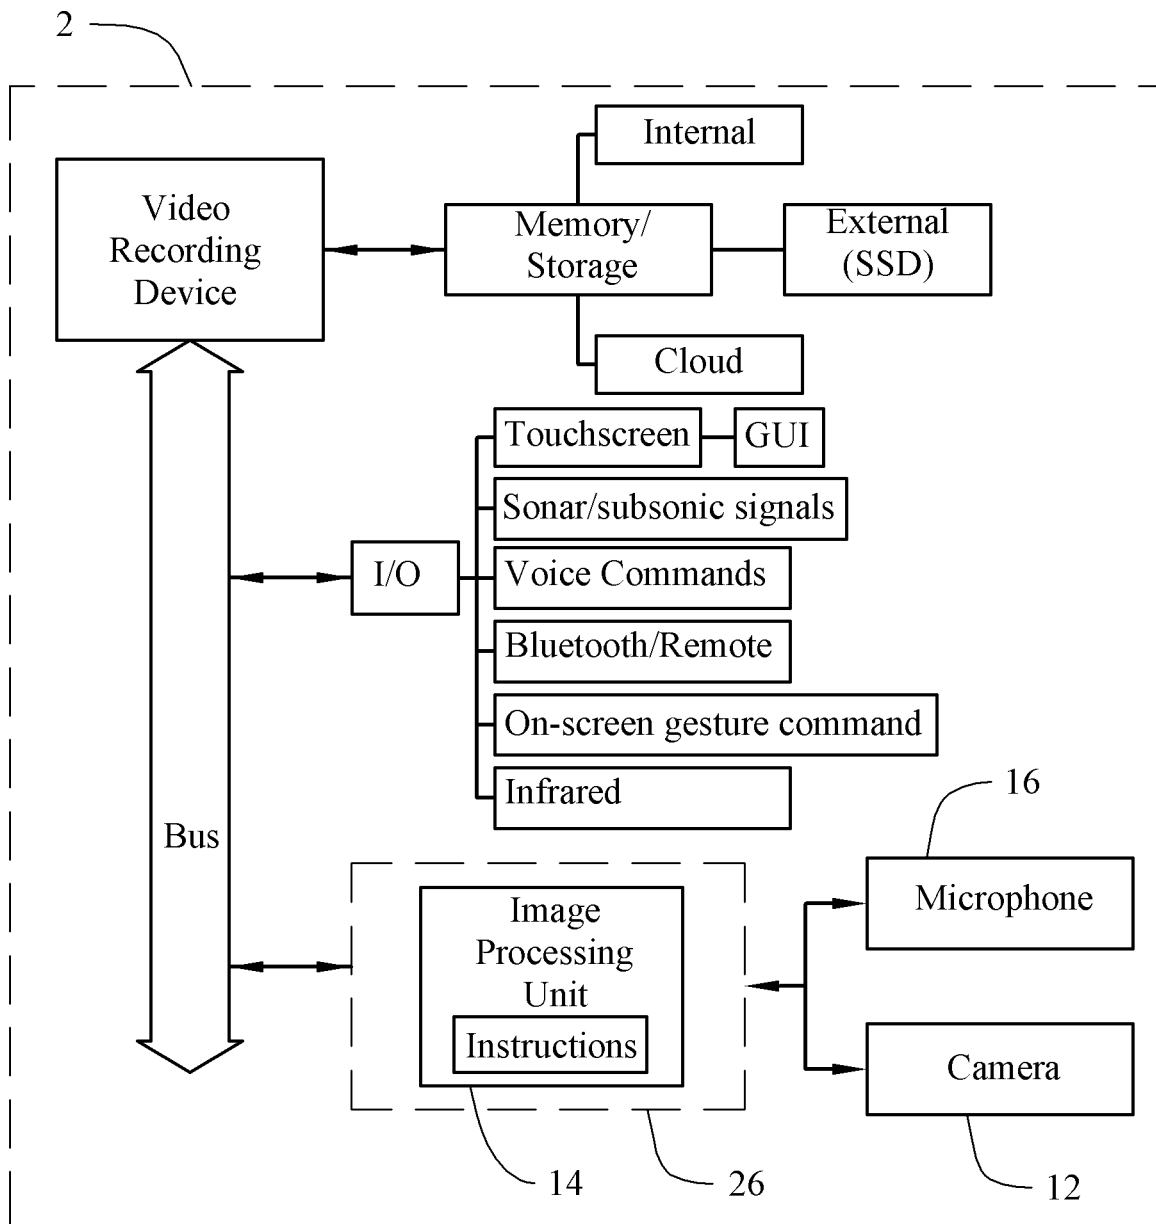 2
Internal
Video
Recording
Device
Memory/
Storage
External
(SSD)
Cloud
Touchscreen
GUI
Sonar/subsonic signals
I/O
Voice Commands
Bluetooth/Remote
On-screen gesture command
Infrared
Bus
16
Microphone
Image
Processing
Unit
Instructions
Camera
14
26
12